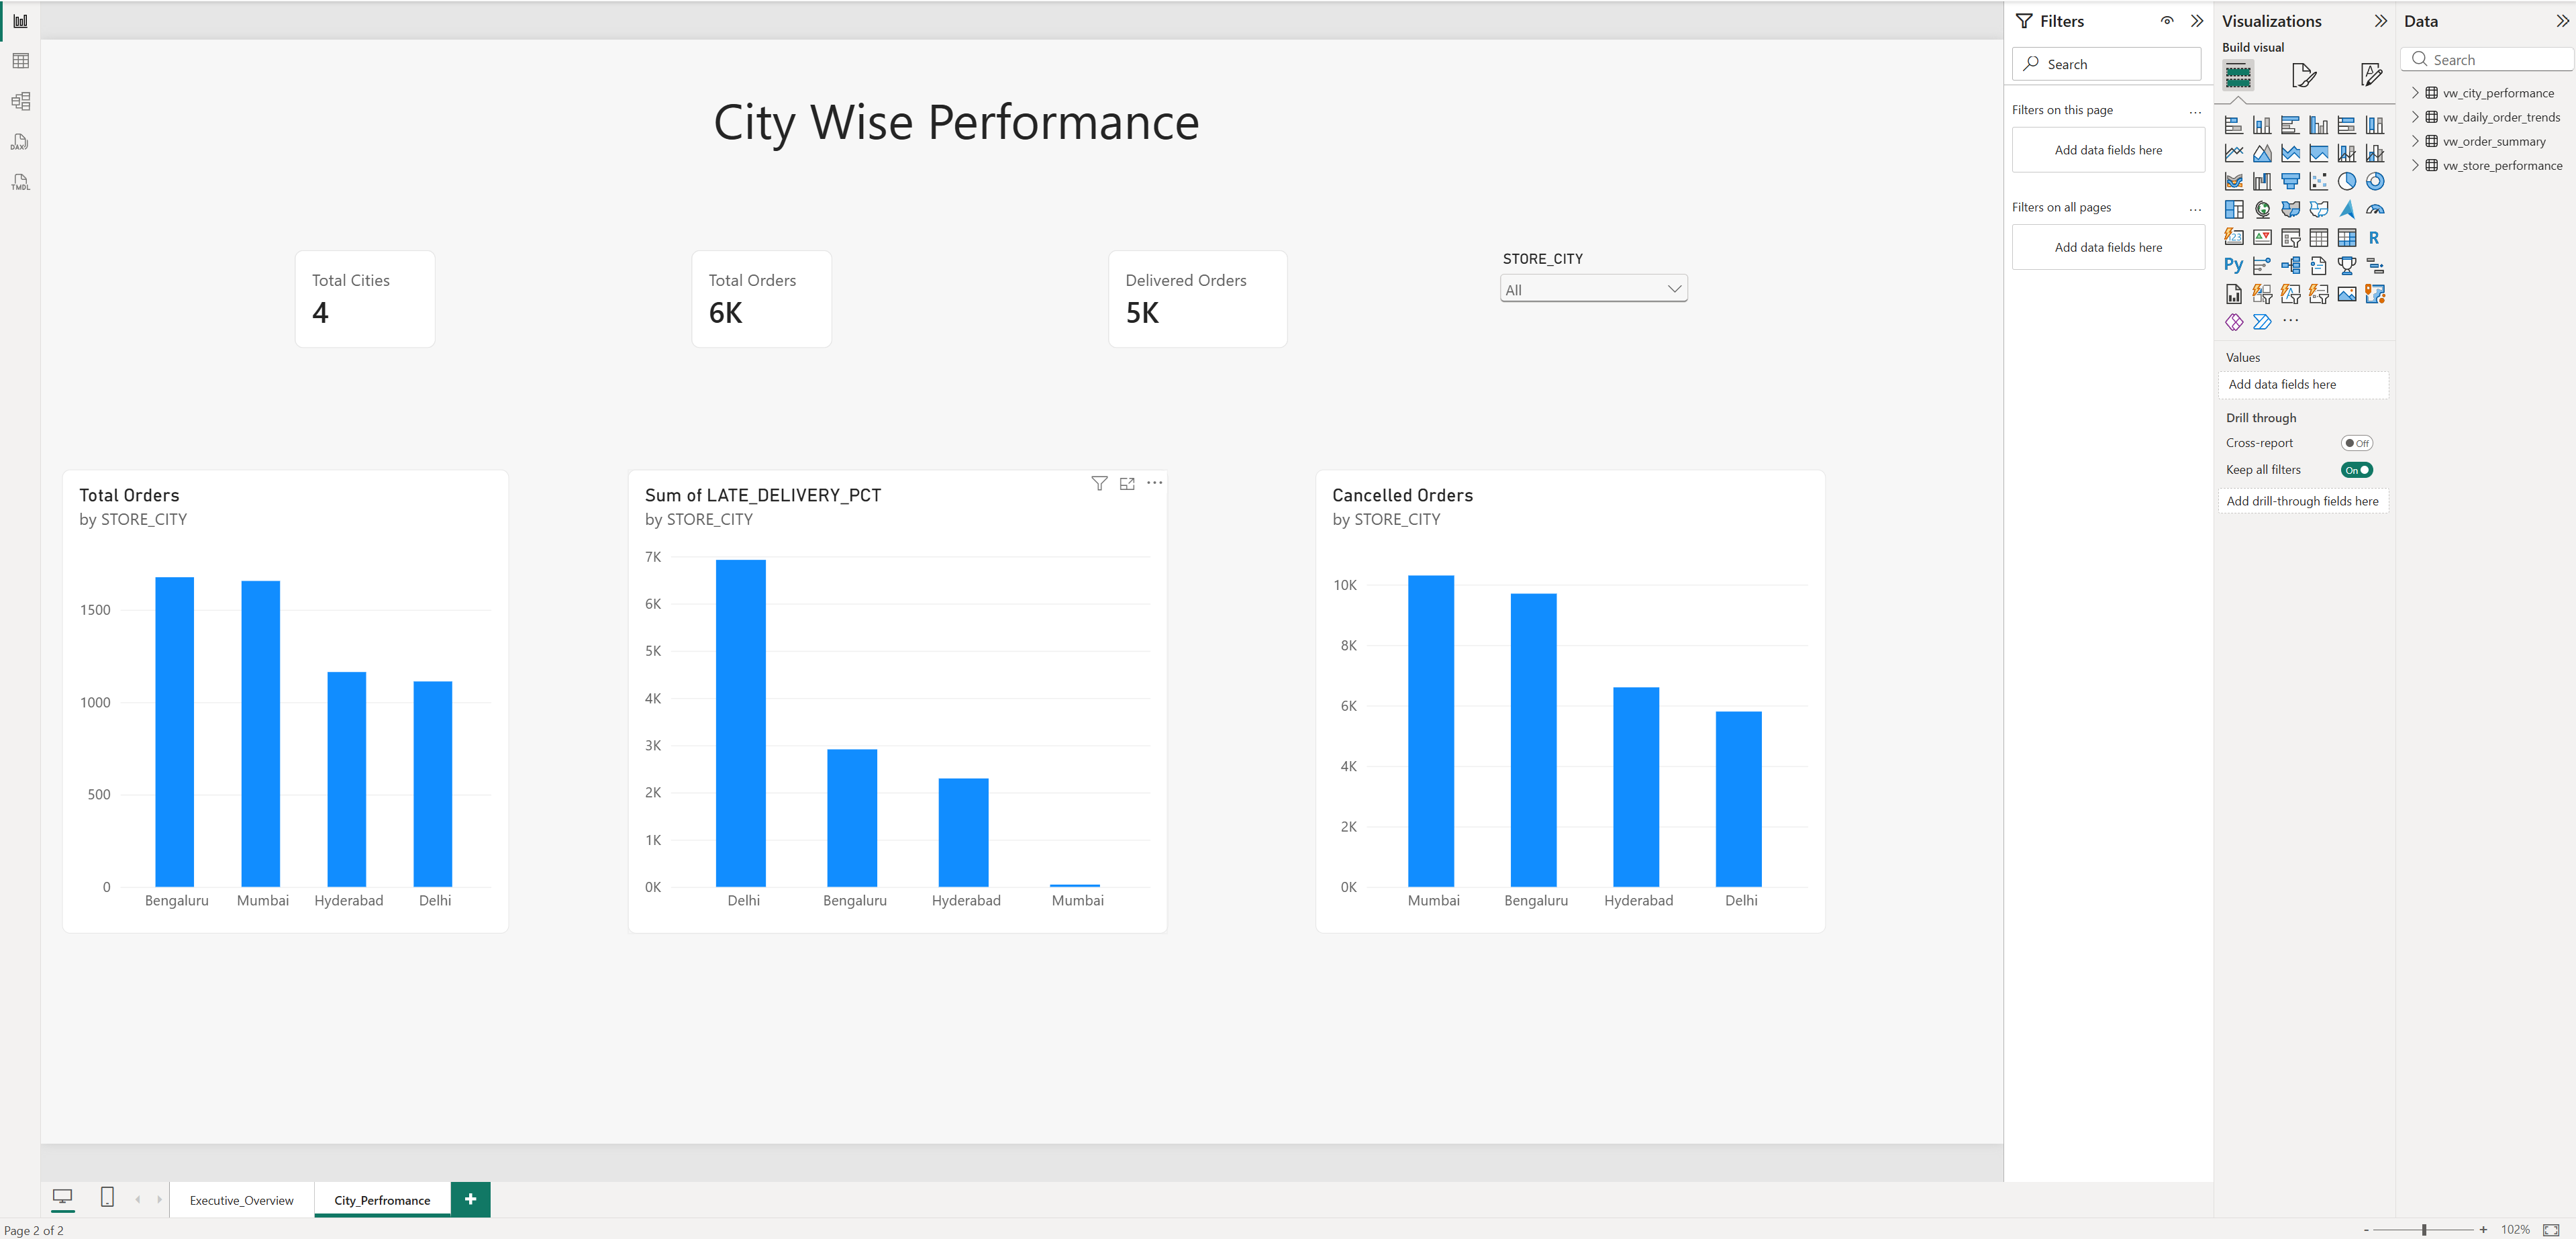 Filters
Visualizations
Data
Build visual
Search
Search
Filters on this page
...
Add data fields here
Filters on all pages
...
Add data fields here
vw_city_performance
vw_daily_order_trends
vw_order_summary
vw_store_performance
DAX
TMDL
123
R
Py
...
Values
Add data fields here
Drill through
Cross-report
Off
Keep all filters
On
Add drill-through fields here
City Wise Performance
Total Cities
4
Total Orders
6K
Delivered Orders
5K
STORE_CITY
All
Total Orders
by STORE_CITY
1500
1000
500
0
Bengaluru Mumbai Hyderabad Delhi
Sum of LATE_DELIVERY_PCT
by STORE_CITY
7K
6K
5K
4K
3K
2K
1K
0K
Delhi Bengaluru Hyderabad Mumbai
Cancelled Orders
by STORE_CITY
10K
8K
6K
4K
2K
0K
Mumbai Bengaluru Hyderabad Delhi
Executive_Overview
City_Perfromance
+
Page 2 of 2
- + 102%